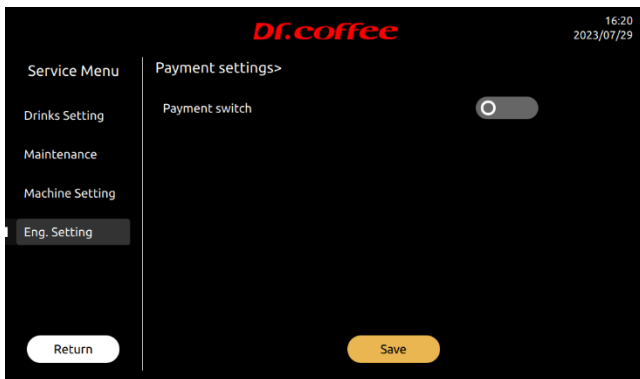 Dr.coffee
16:20
2023/07/29
Service Menu
Payment settings>
Drinks Setting
Payment switch
Maintenance
Machine Setting
Eng. Setting
Return
Save